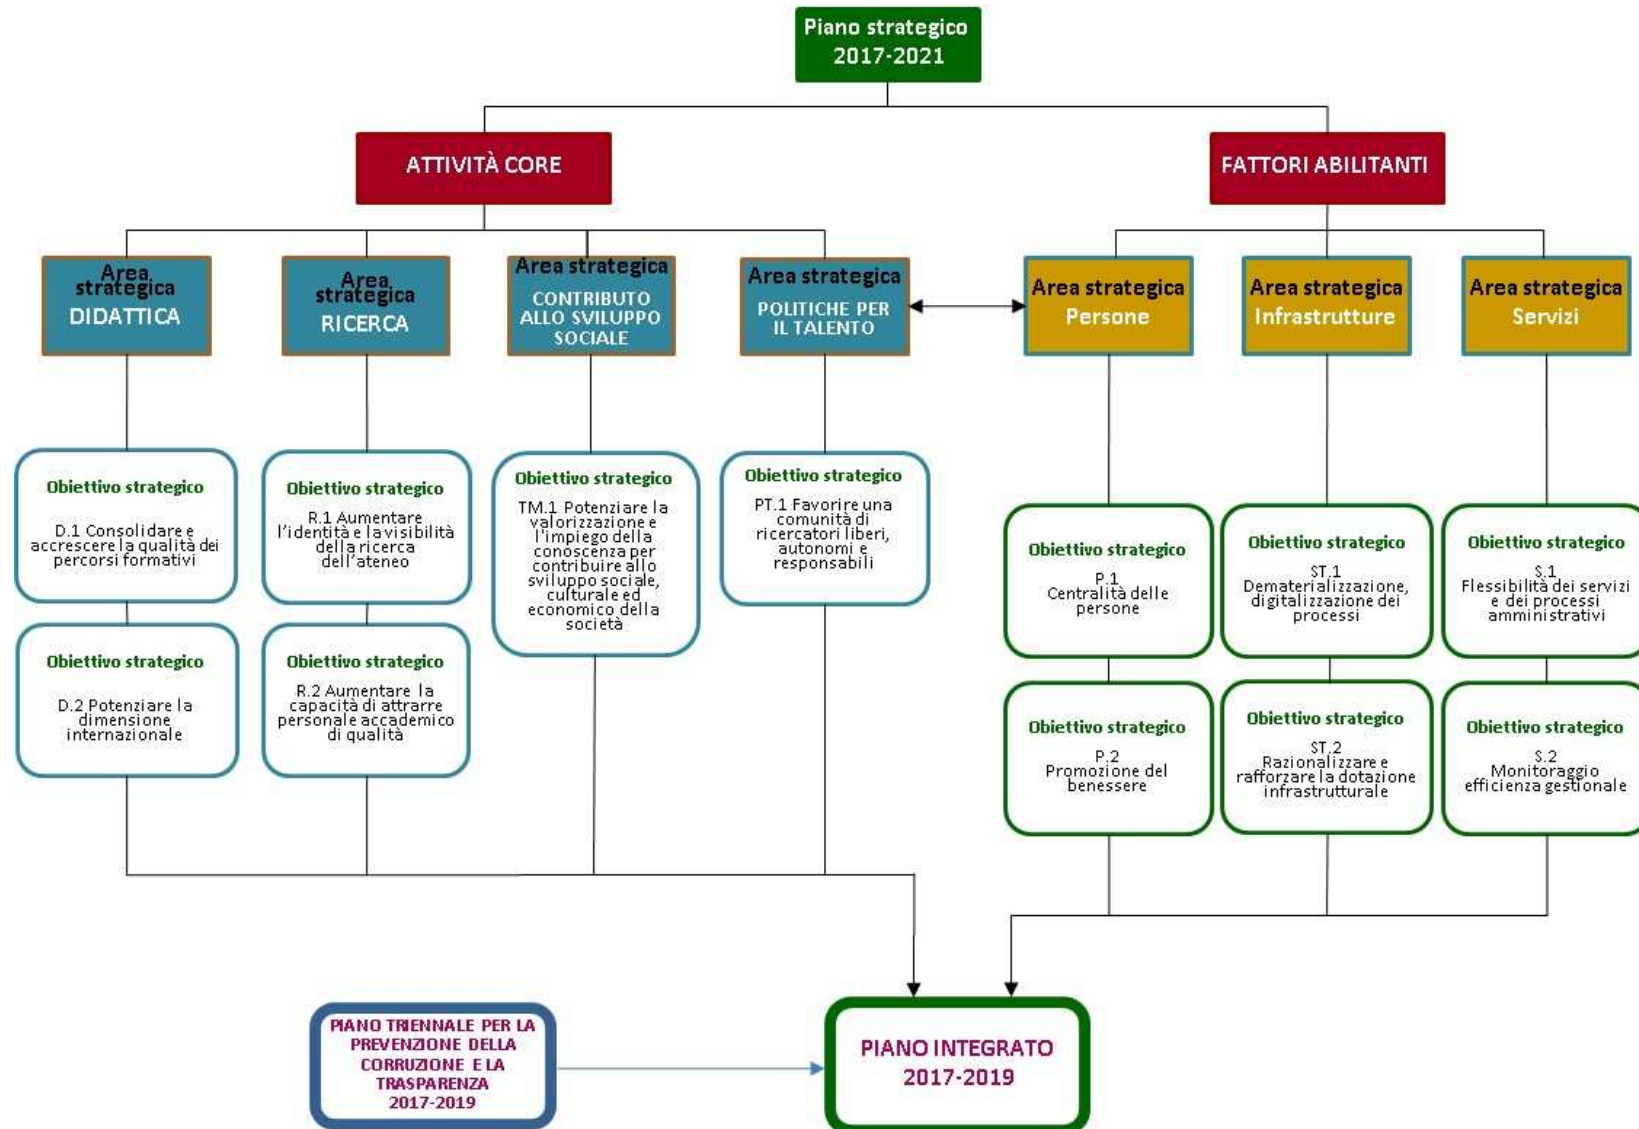 Piano strategico
2017-2021
ATTIVITÀ CORE
FATTORI ABILITANTI
Area
strategica
DIDATTICA
Area
strategica
RICERCA
Area strategica
CONTRIBUTO
ALLO SVILUPPO
SOCIALE
Area strategica
POLITICHE PER
IL TALENTO
Area strategica
Persone
Area strategica
Infrastrutture
Area strategica
Servizi
Obiettivo strategico
D.1 Consolidare e
accrescere la qualità dei
percorsi formativi
Obiettivo strategico
R.1 Aumentare
l'identità e la visibilità
della ricerca
dell'ateneo
Obiettivo strategico
TM.1 Potenziare la
valorizzazione e
l'impiego della
conoscenza per
contribuire allo
sviluppo sociale,
culturale ed
economico della
società
Obiettivo strategico
PT.1 Favorire una
comunità di
ricercatori liberi,
autonomi e
responsabili
Obiettivo strategico
P.1
Centralità delle
persone
Obiettivo strategico
ST.1
Dematerializzazione,
digitalizzazione dei
processi
Obiettivo strategico
S.1
Flessibilità dei servizi
e dei processi
amministrativi
Obiettivo strategico
D.2 Potenziare la
dimensione
internazionale
Obiettivo strategico
R.2 Aumentare la
capacità di attrarre
personale accademico
di qualità
Obiettivo strategico
P.2
Promozione del
benessere
Obiettivo strategico
ST.2
Razionalizzare e
rafforzare la dotazione
infrastrutturale
Obiettivo strategico
S.2
Monitoraggio
efficienza gestionale
PIANO TRIENNALE PER LA
PREVENZIONE DELLA
CORRUZIONE E LA
TRASPARENZA
2017-2019
PIANO INTEGRATO
2017-2019